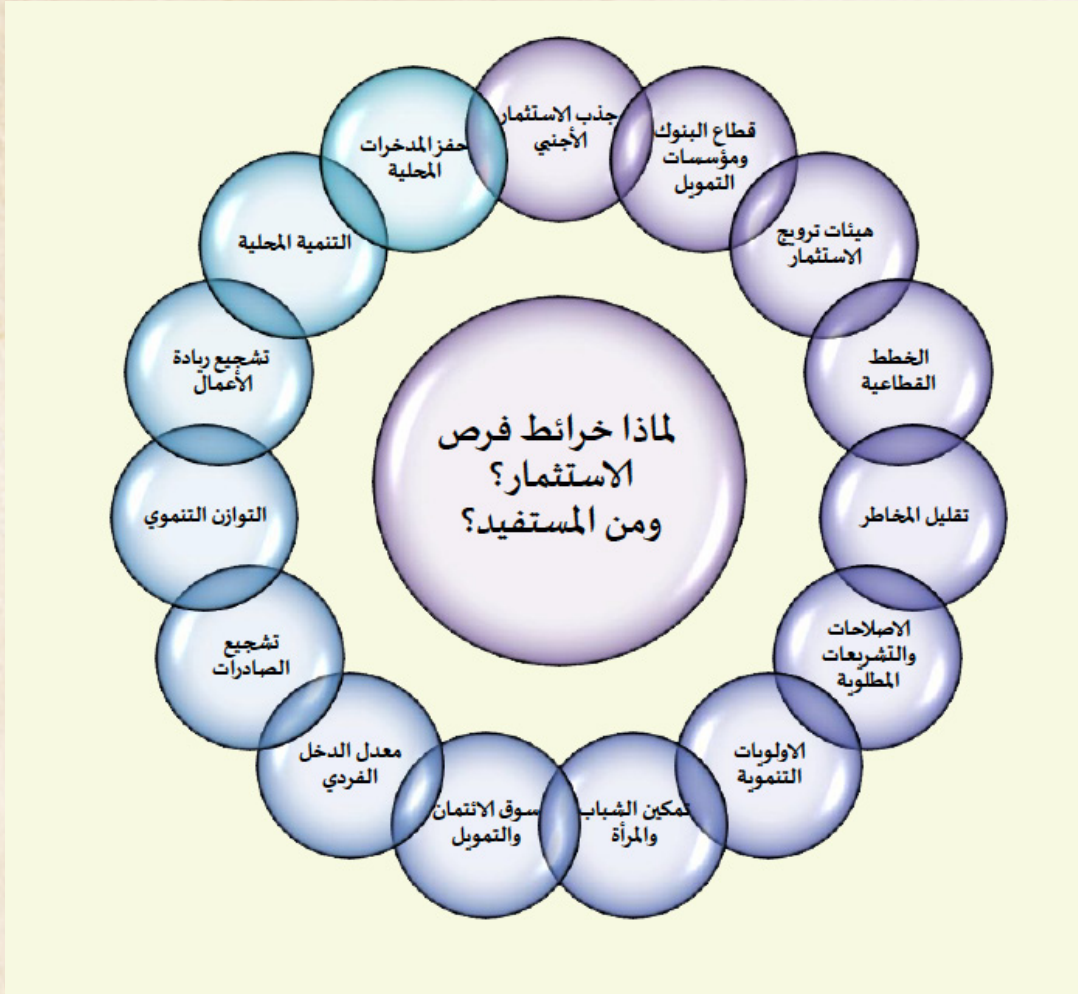 جذب الاستثمار
الأجنبي
قطاع البنوك
ومؤسسات
التمويل
هيئات ترويج
الاستثمار
الخطط
القطاعية
تقليل المخاطر
الاصلاحات
والتشريعات
المطلوبة
الاولويات
التنموية
تمكين الشباب
والمرأة
سوق الائتمان
والتمويل
معدل الدخل
الفردي
تشجيع
الصادرات
التوازن التنموي
تشجيع ريادة
الأعمال
التنمية المحلية
حفز المدخرات
المحلية
لماذا خرائط فرص
الاستثمار؟
ومن المستفيد؟